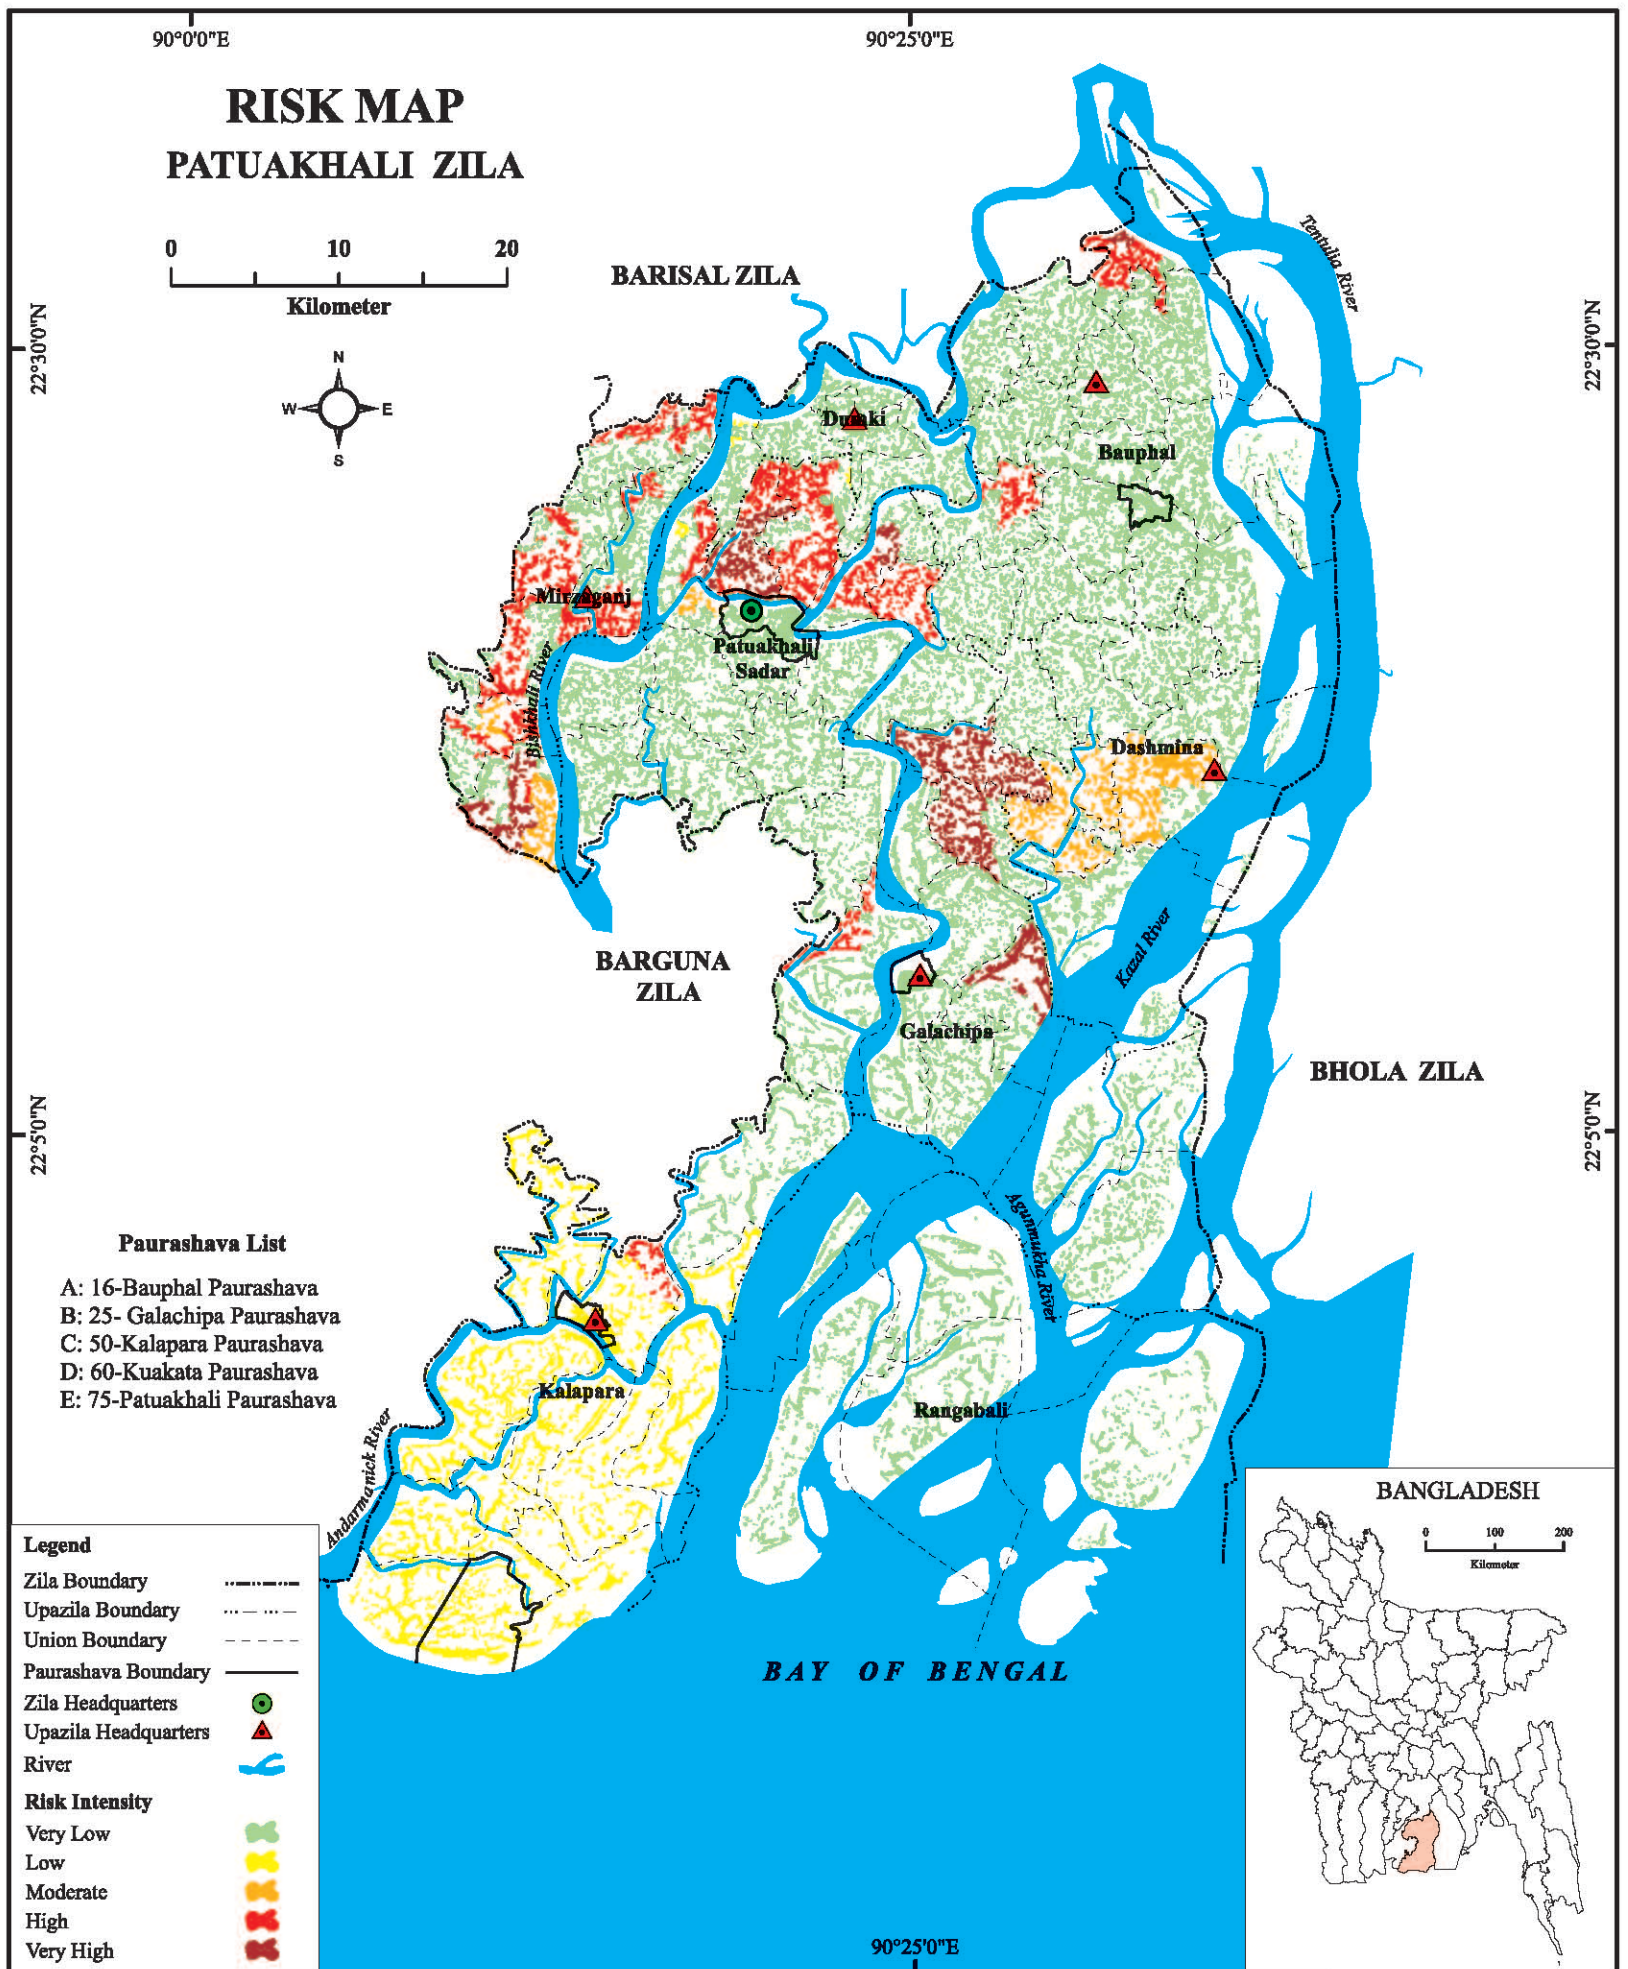 90°0'0"E
90°25'0"E
RISK MAP
PATUAKHALI ZILA
0 10 20
Kilometer
N
W E
S
22°30'0"N
22°30'0"N
BARISAL ZILA
Tentulia River
Dumki
Bauphal
Mirzaganj
Patuakhali
Sadar
Bishkhali River
Dashmina
BARGUNA
ZILA
Kazal River
Galachipa
BHOLA ZILA
22°5'0"N
22°5'0"N
Agunmukha River
Paurashava List
A: 16-Bauphal Paurashava
B: 25- Galachipa Paurashava
C: 50-Kalapara Paurashava
D: 60-Kuakata Paurashava
E: 75-Patuakhali Paurashava
Kalapara
Rangabali
Andarmanick River
BAY OF BENGAL
Legend
Zila Boundary
Upazila Boundary
Union Boundary
Paurashava Boundary
Zila Headquarters
Upazila Headquarters
River
Risk Intensity
Very Low
Low
Moderate
High
Very High
BANGLADESH
0 100 200
Kilometer
90°25'0"E